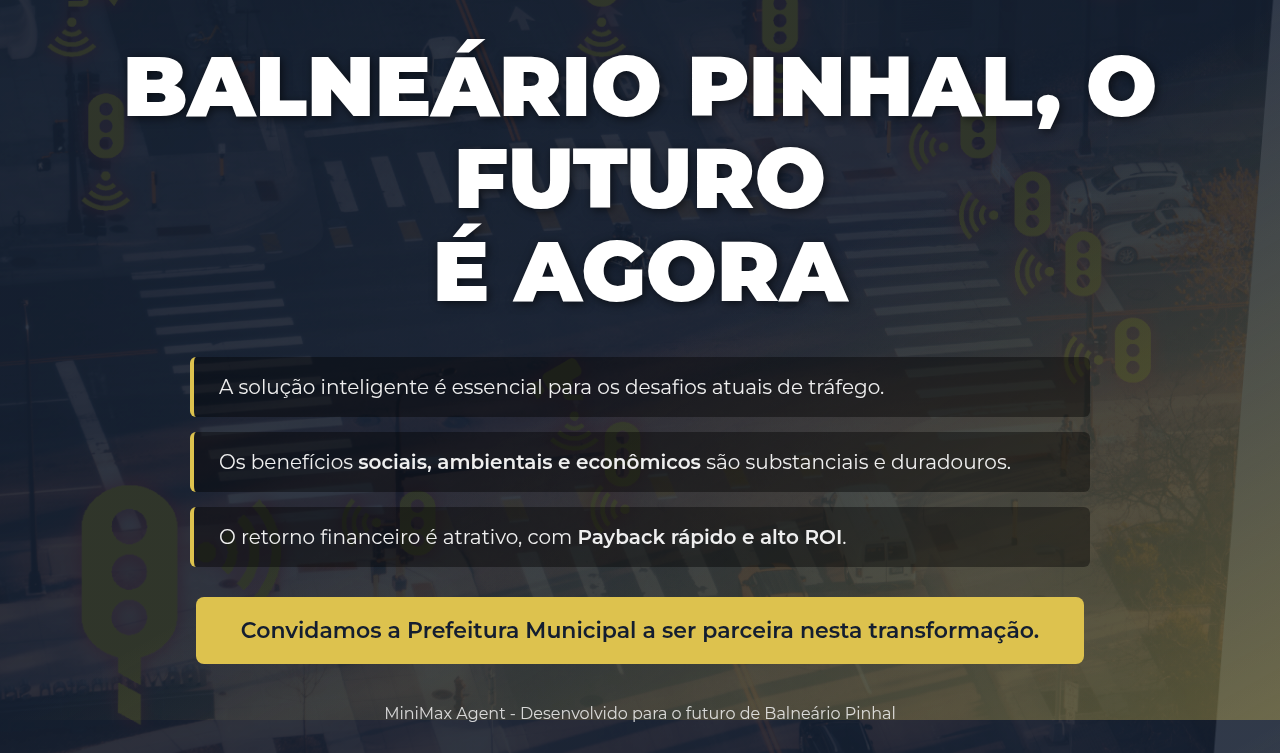 BALNEÁRIO PINHAL, O
FUTURO
É AGORA
A solução inteligente é essencial para os desafios atuais de tráfego.
Os benefícios sociais, ambientais e econômicos são substanciais e duradouros.
O retorno financeiro é atrativo, com Payback rápido e alto ROI.
Convidamos a Prefeitura Municipal a ser parceira nesta transformação.
MiniMax Agent - Desenvolvido para o futuro de Balneário Pinhal